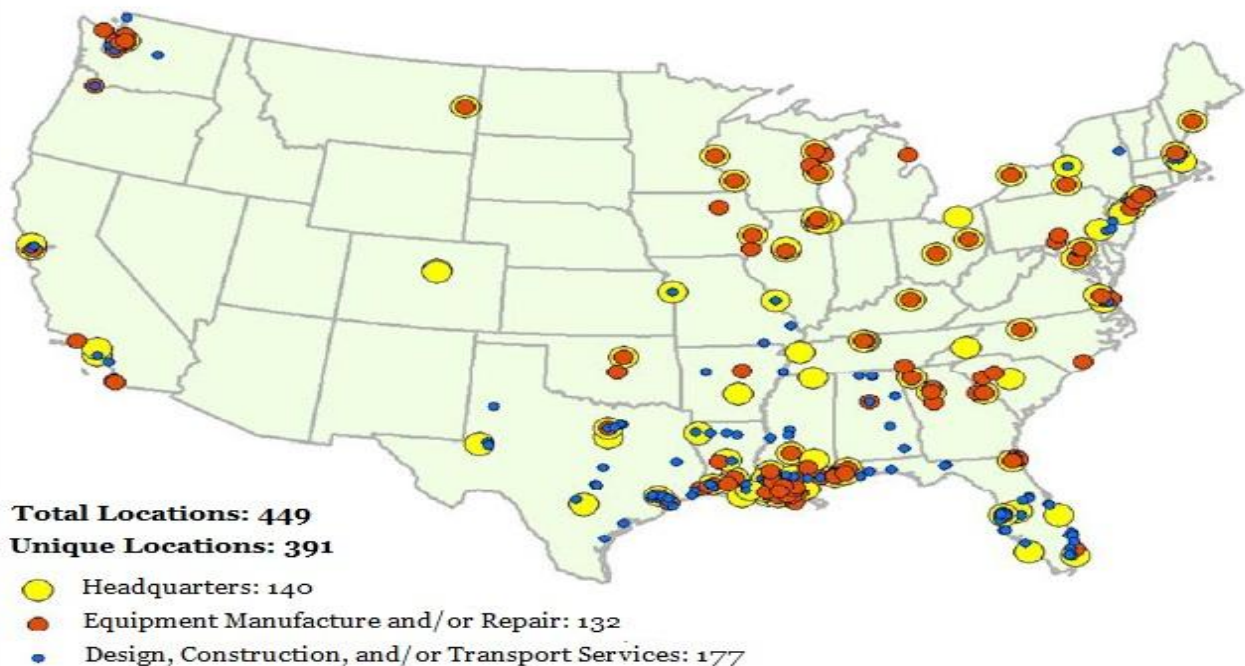 Total Locations: 449
Unique Locations: 391
Headquarters: 140
Equipment Manufacture and/or Repair: 132
Design, Construction, and/or Transport Services: 177